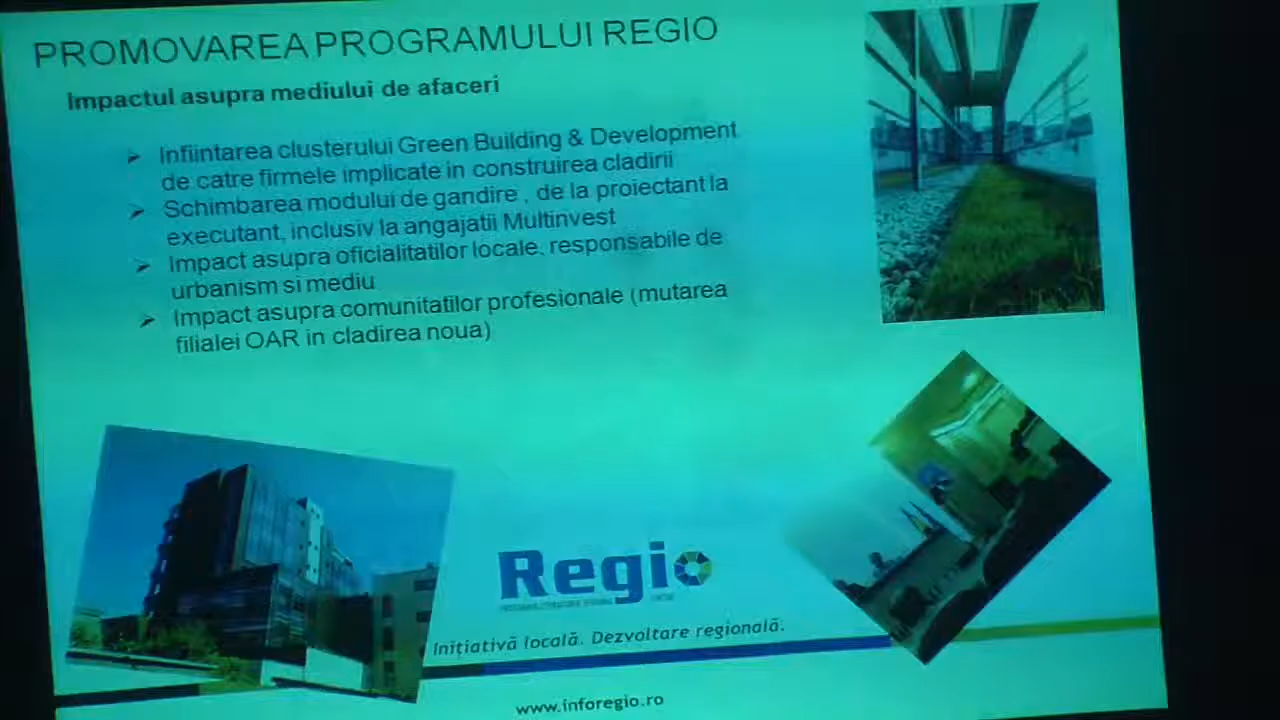 PROMOVAREA PROGRAMULUI REGIO
Impactul asupra mediului de afaceri
➢ Infiintarea clusterului Green Building & Development
de catre firmele implicate in construirea cladirii
➢ Schimbarea modului de gandire , de la proiectant la
executant, inclusiv la angajatii Multinvest
➢ Impact asupra oficialitatilor locale, responsabile de
urbanism si mediu
➢ Impact asupra comunitatilor profesionale (mutarea
filialei OAR in cladirea noua)
Regio
Inițiativă locală. Dezvoltare regională.
www.inforegio.ro